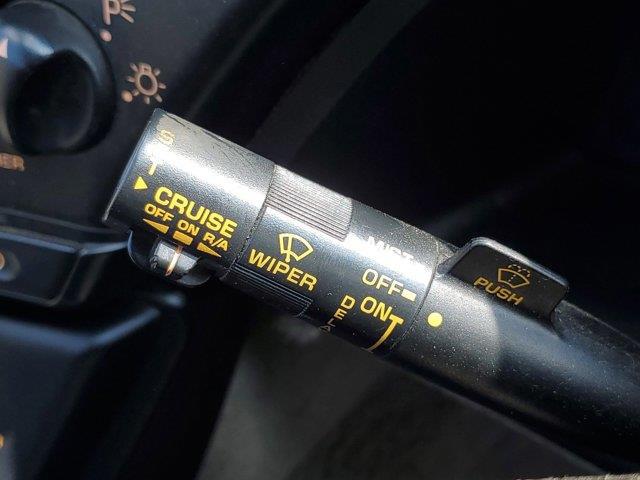 P
S
T
CRUISE
OFF ON R/A
WIPER
MIST
OFF
ON
PUSH